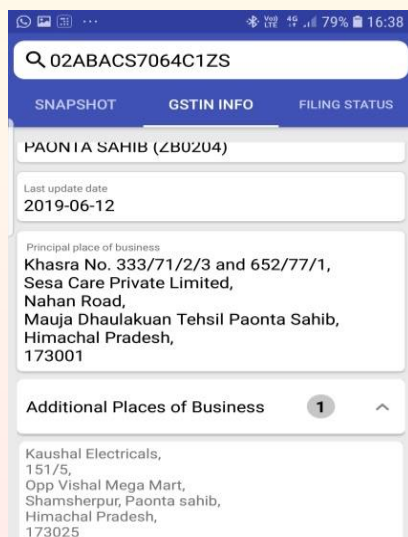 79% 16:38
02ABACS7064C1ZS
SNAPSHOT GSTIN INFO FILING STATUS
PAONTA SAHIB (ZB0204)
Last update date
2019-06-12
Principal place of business
Khasra No. 333/71/2/3 and 652/77/1,
Sesa Care Private Limited,
Nahan Road,
Mauja Dhaulakuan Tehsil Paonta Sahib,
Himachal Pradesh,
173001
Additional Places of Business 1
Kaushal Electricals,
151/5,
Opp Vishal Mega Mart,
Shamsherpur, Paonta sahib,
Himachal Pradesh,
173025